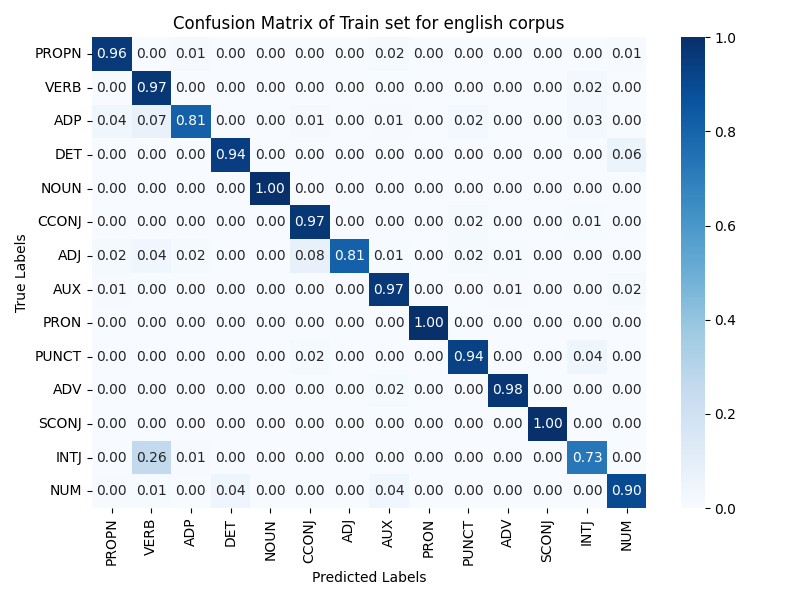 Confusion Matrix of Train set for english corpus
PROPN 0.96 0.00 0.01 0.00 0.00 0.00 0.00 0.02 0.00 0.00 0.00 0.00 0.00 0.01
VERB 0.00 0.97 0.00 0.00 0.00 0.00 0.00 0.00 0.00 0.00 0.00 0.00 0.02 0.00
ADP 0.04 0.07 0.81 0.00 0.00 0.01 0.00 0.01 0.00 0.02 0.00 0.00 0.03 0.00
DET 0.00 0.00 0.00 0.94 0.00 0.00 0.00 0.00 0.00 0.00 0.00 0.00 0.00 0.06
NOUN 0.00 0.00 0.00 0.00 1.00 0.00 0.00 0.00 0.00 0.00 0.00 0.00 0.00 0.00
CCONJ 0.00 0.00 0.00 0.00 0.00 0.97 0.00 0.00 0.00 0.02 0.00 0.00 0.01 0.00
ADJ 0.02 0.04 0.02 0.00 0.00 0.08 0.81 0.01 0.00 0.02 0.01 0.00 0.00 0.00
AUX 0.01 0.00 0.00 0.00 0.00 0.00 0.00 0.97 0.00 0.00 0.01 0.00 0.00 0.02
PRON 0.00 0.00 0.00 0.00 0.00 0.00 0.00 0.00 1.00 0.00 0.00 0.00 0.00 0.00
PUNCT 0.00 0.00 0.00 0.00 0.00 0.02 0.00 0.00 0.00 0.94 0.00 0.00 0.04 0.00
ADV 0.00 0.00 0.00 0.00 0.00 0.00 0.00 0.02 0.00 0.00 0.98 0.00 0.00 0.00
SCONJ 0.00 0.00 0.00 0.00 0.00 0.00 0.00 0.00 0.00 0.00 0.00 1.00 0.00 0.00
INTJ 0.00 0.26 0.01 0.00 0.00 0.00 0.00 0.00 0.00 0.00 0.00 0.00 0.73 0.00
NUM 0.00 0.01 0.00 0.04 0.00 0.00 0.00 0.04 0.00 0.00 0.00 0.00 0.00 0.90
PROPN VERB ADP DET NOUN CCONJ ADJ AUX PRON PUNCT ADV SCONJ INTJ NUM
Predicted Labels
True Labels
1.0
0.8
0.6
0.4
0.2
0.0